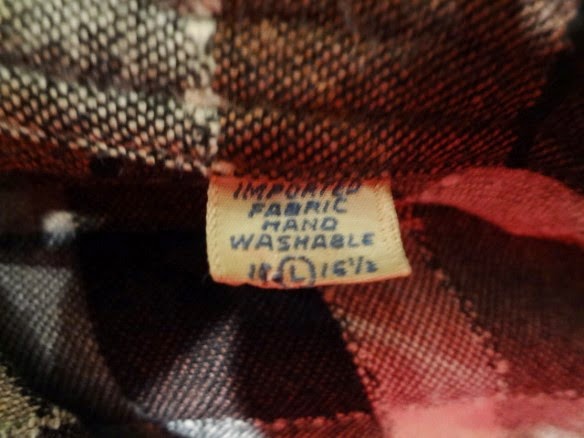 IMPORTED
FABRIC
HAND
WASHABLE
16 L 16½